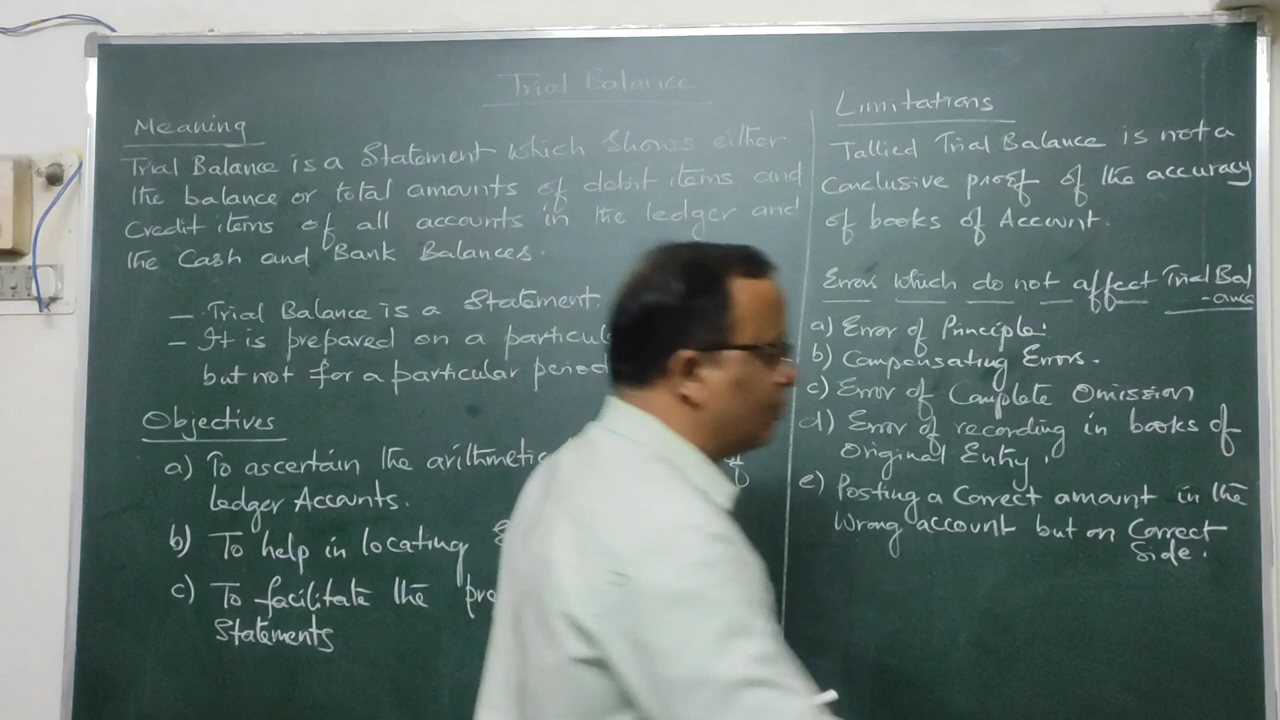 Trial Balance
Meaning
Trial Balance is a Statement Which Shows either
the balance or total amounts of debit items and
Credit items of all accounts in the ledger and
the Cash and Bank Balances.
– Trial Balance is a Statement.
– It is prepared on a particul
but not for a particular period
Objectives
a) To ascertain the arithmetic of
ledger Accounts.
b) To help in locating
c) To facilitate the pre
Statements
Limitations
Tallied Trial Balance is not a
Conclusive proof of the accuracy
of books of Account.
Errors Which do not affect Trial Bal
-ance
a) Error of Principle.
b) Compensating Errors.
c) Error of Complete Omission
d) Error of recording in books of
Original Entry.
e) Posting a Correct amount in the
Wrong account but on Correct
Side.